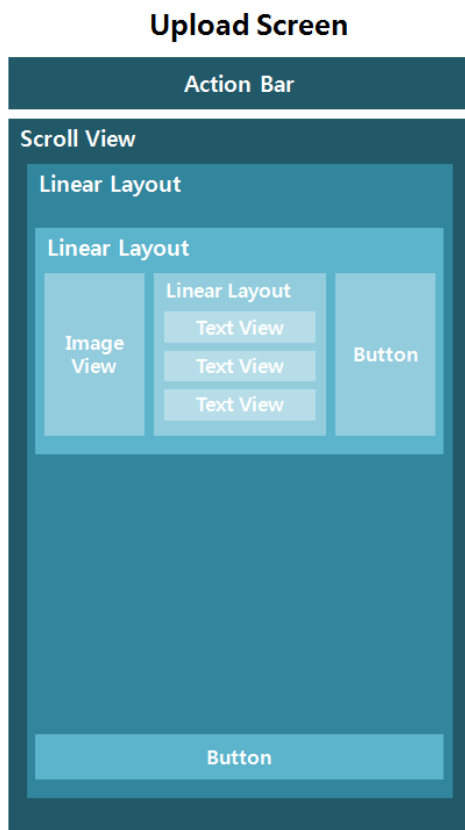 Upload Screen
Action Bar
Scroll View
Linear Layout
Linear Layout
Image
View
Linear Layout
Text View
Text View
Text View
Button
Button